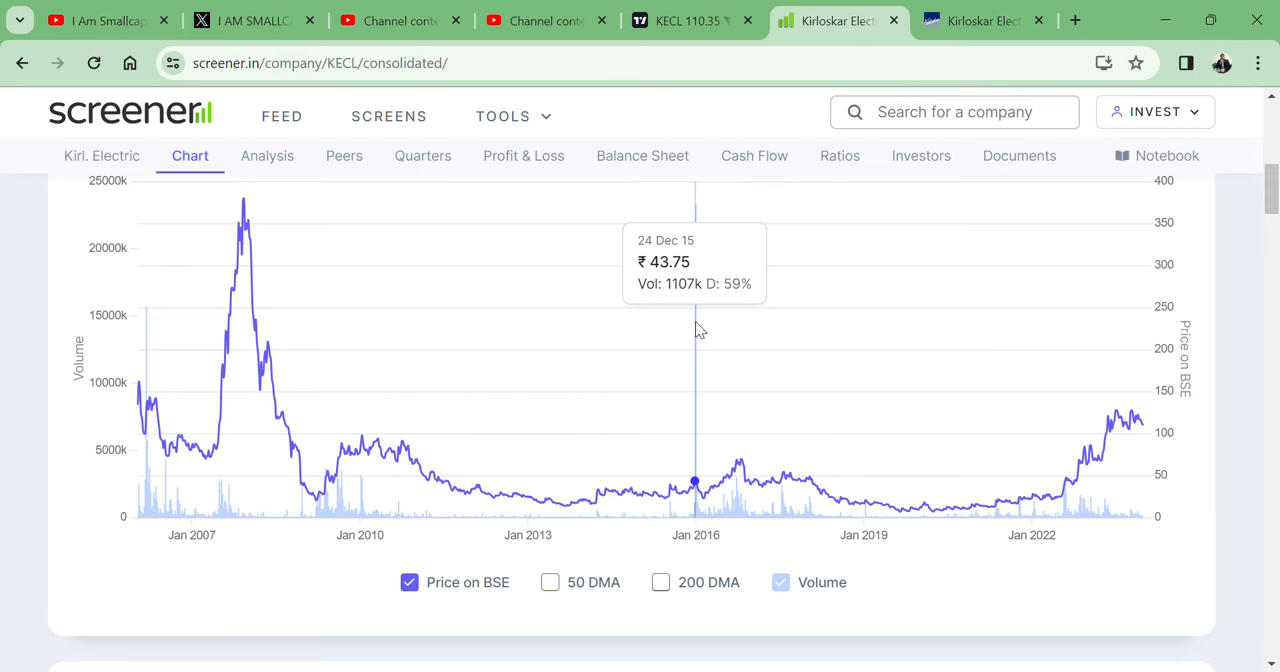 I Am Smallcap
I AM SMALLC
Channel conte
Channel conte
KECL 110.35
Kirloskar Elect
Kirloskar Elect
screener.in/company/KECL/consolidated/
screener
FEED
SCREENS
TOOLS
Search for a company
INVEST
Kirl. Electric
Chart
Analysis
Peers
Quarters
Profit & Loss
Balance Sheet
Cash Flow
Ratios
Investors
Documents
Notebook
25000k
20000k
15000k
10000k
5000k
0
Volume
24 Dec 15
₹ 43.75
Vol: 1107k D: 59%
400
350
300
250
200
150
100
50
0
Price on BSE
Jan 2007
Jan 2010
Jan 2013
Jan 2016
Jan 2019
Jan 2022
Price on BSE
50 DMA
200 DMA
Volume